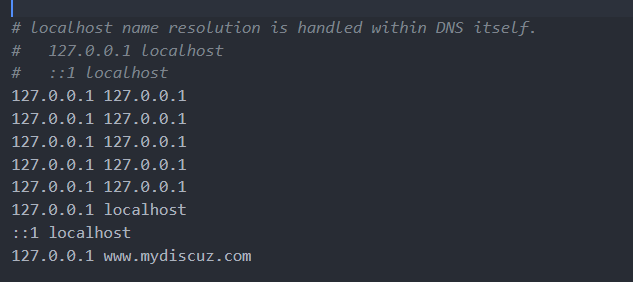 # localhost name resolution is handled within DNS itself.
#   127.0.0.1 localhost
#   ::1 localhost
127.0.0.1 127.0.0.1
127.0.0.1 127.0.0.1
127.0.0.1 127.0.0.1
127.0.0.1 127.0.0.1
127.0.0.1 127.0.0.1
127.0.0.1 localhost
::1 localhost
127.0.0.1 www.mydiscuz.com